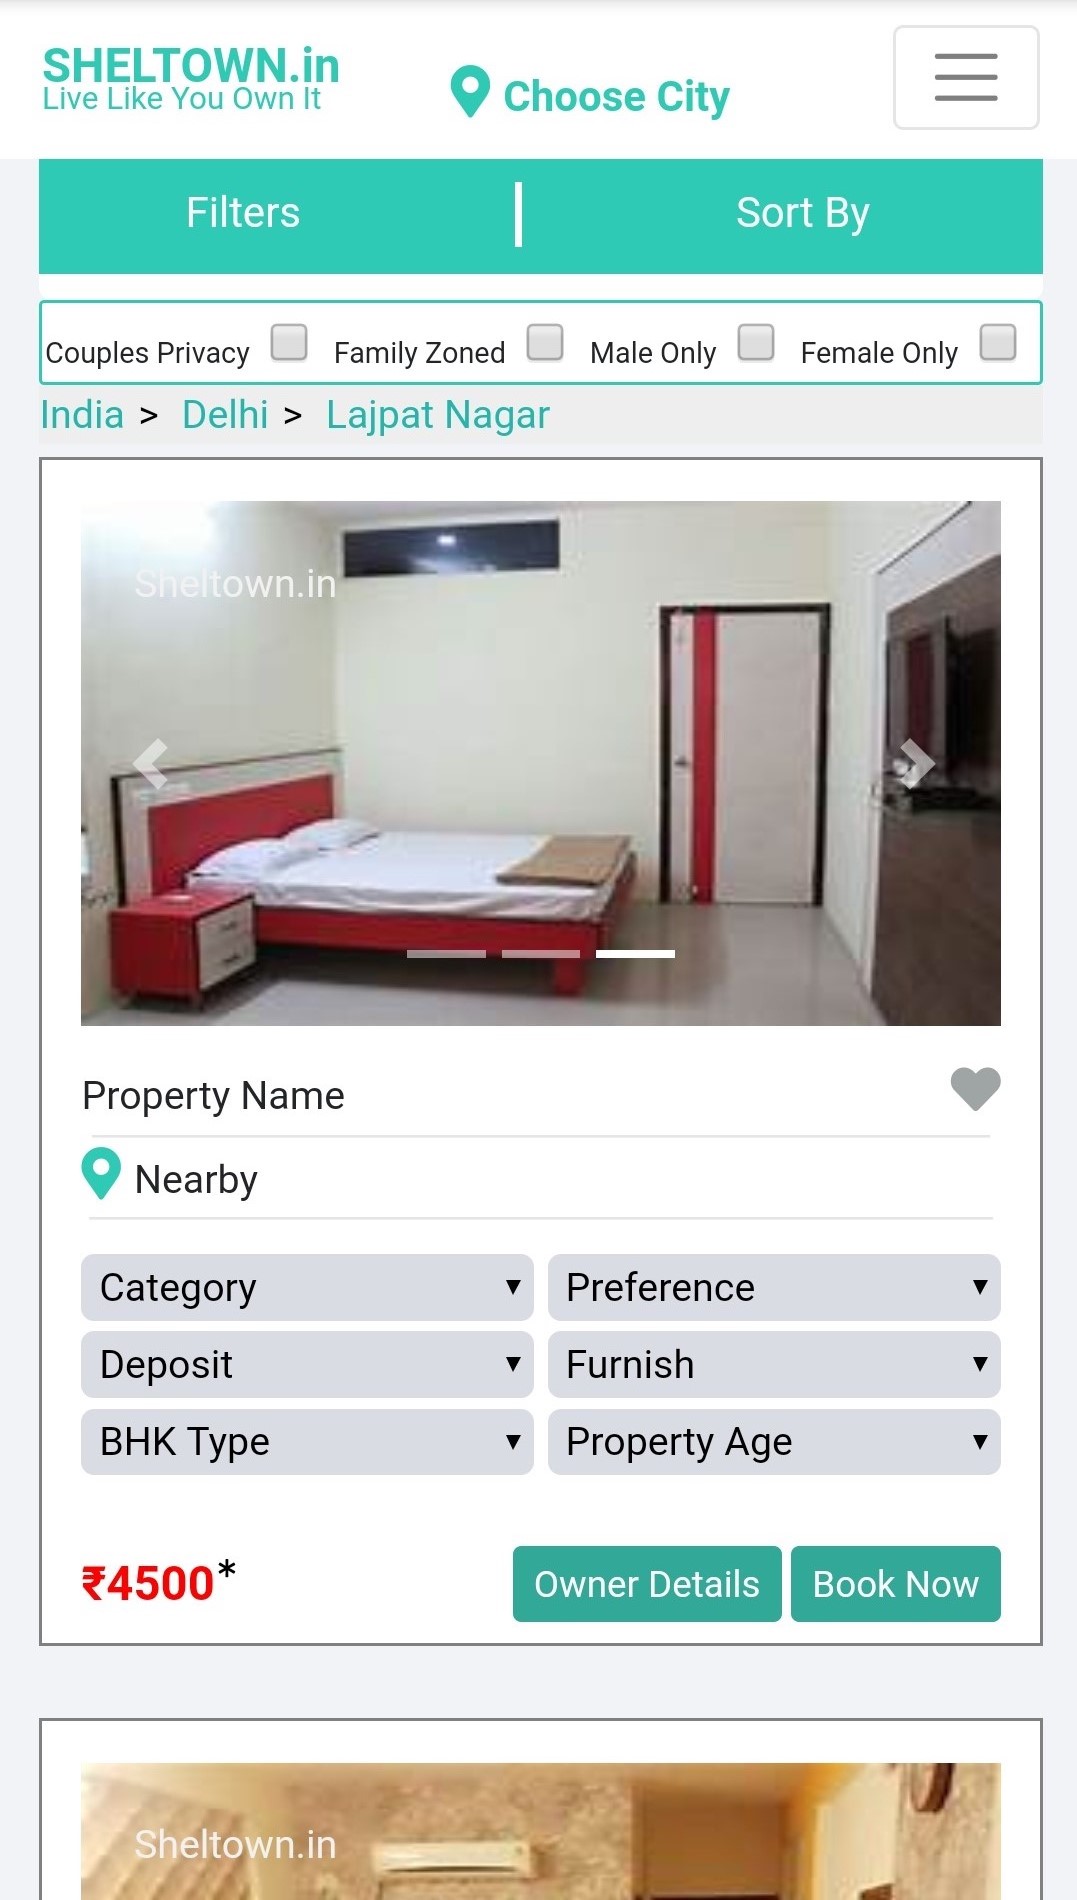 SHELTOWN.in
Live Like You Own It
Choose City
Filters | Sort By
Couples Privacy Family Zoned Male Only Female Only
India > Delhi > Lajpat Nagar
Sheltown.in
Property Name
Nearby
Category ▼ Preference ▼
Deposit ▼ Furnish ▼
BHK Type ▼ Property Age ▼
₹4500* Owner Details Book Now
Sheltown.in